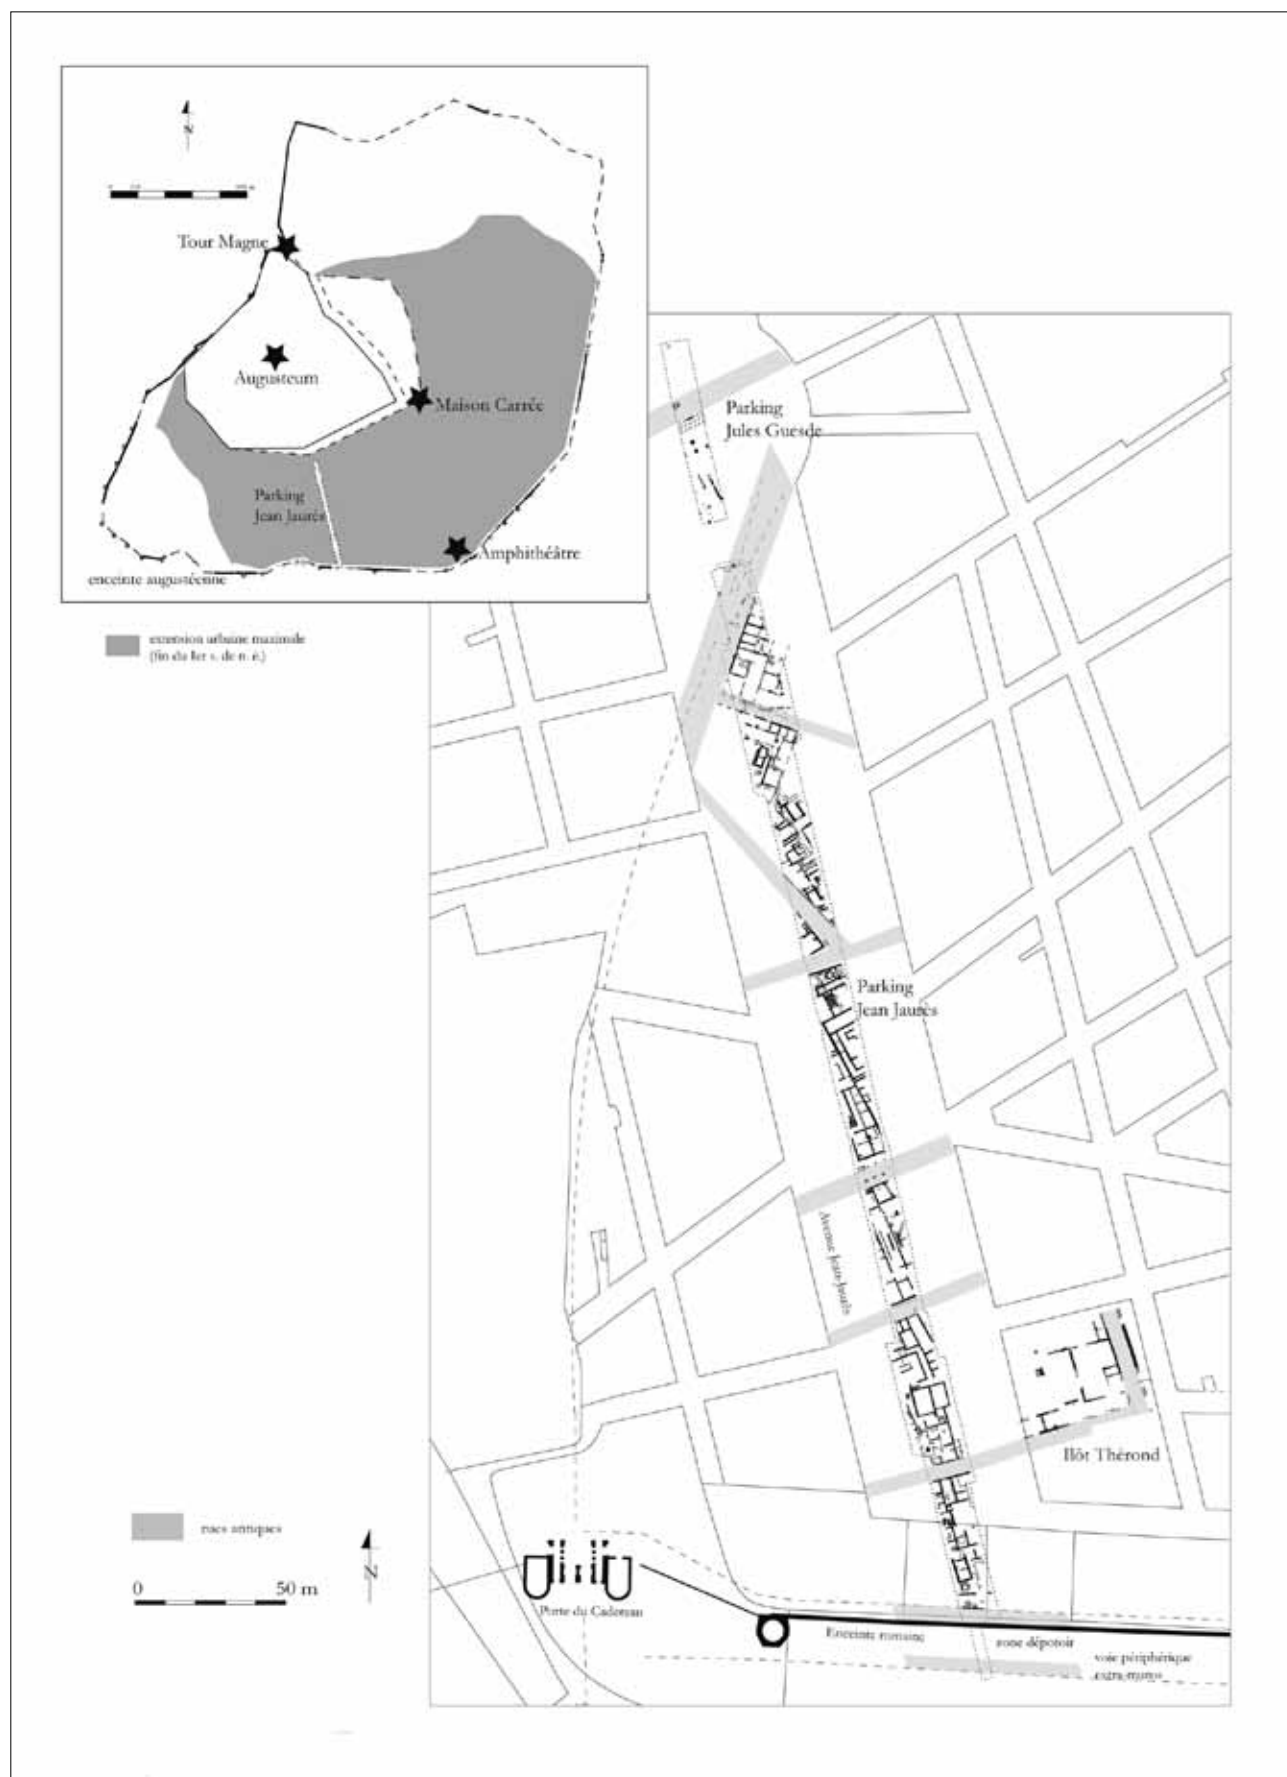 N
0
Tour Magne
Augusteum
Maison Carrée
Parking
Jean Jaurès
Amphithéâtre
enceinte augustéenne
extension urbaine maximale
(fin du Ier s. de n. è.)
Parking
Jules Guesde
Parking
Jean Jaurès
Avenue Jean-Jaurès
Ilôt Thérond
rues antiques
0 50 m
N
Porte du Cadereau
Enceinte romaine
zone dépotoir
voie périphérique
extra-muros